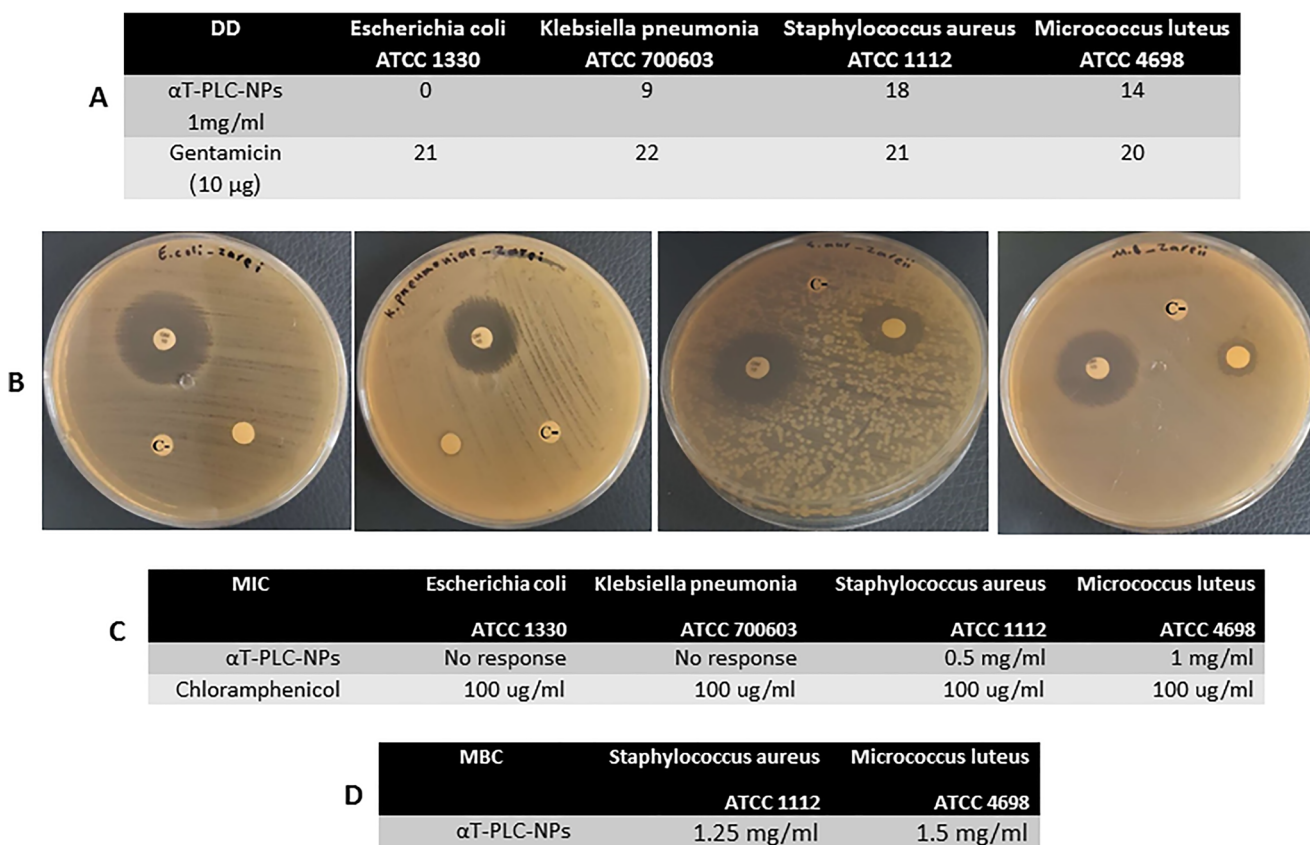 A
DD Escherichia coli Klebsiella pneumonia Staphylococcus aureus Micrococcus luteus
ATCC 1330 ATCC 700603 ATCC 1112 ATCC 4698
αT-PLC-NPs 0 9 18 14
1mg/ml
Gentamicin 21 22 21 20
(10 µg)
B
E.coli-zarei
C-
K. pneumoniae-Zarei
C-
S.aur-Zareii
C-
M.l-Zareii
C-
C
MIC Escherichia coli Klebsiella pneumonia Staphylococcus aureus Micrococcus luteus
ATCC 1330 ATCC 700603 ATCC 1112 ATCC 4698
αT-PLC-NPs No response No response 0.5 mg/ml 1 mg/ml
Chloramphenicol 100 ug/ml 100 ug/ml 100 ug/ml 100 ug/ml
D
MBC Staphylococcus aureus Micrococcus luteus
ATCC 1112 ATCC 4698
αT-PLC-NPs 1.25 mg/ml 1.5 mg/ml